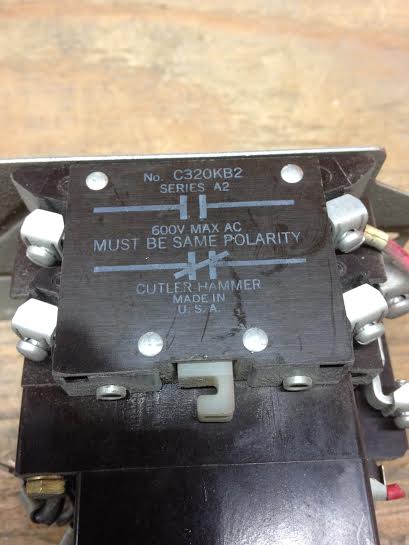 No. C320KB2
SERIES A2
600V MAX AC
MUST BE SAME POLARITY
CUTLER-HAMMER
MADE IN
U.S.A.